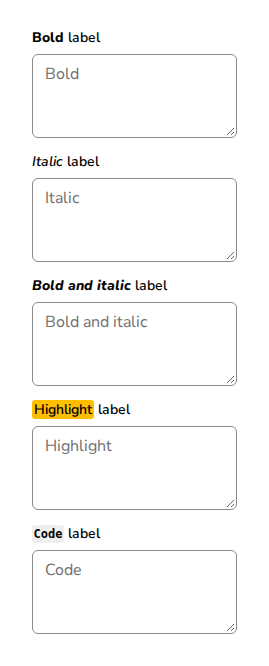 Bold label
Bold
Italic label
Italic
Bold and italic label
Bold and italic
Highlight label
Highlight
Code label
Code